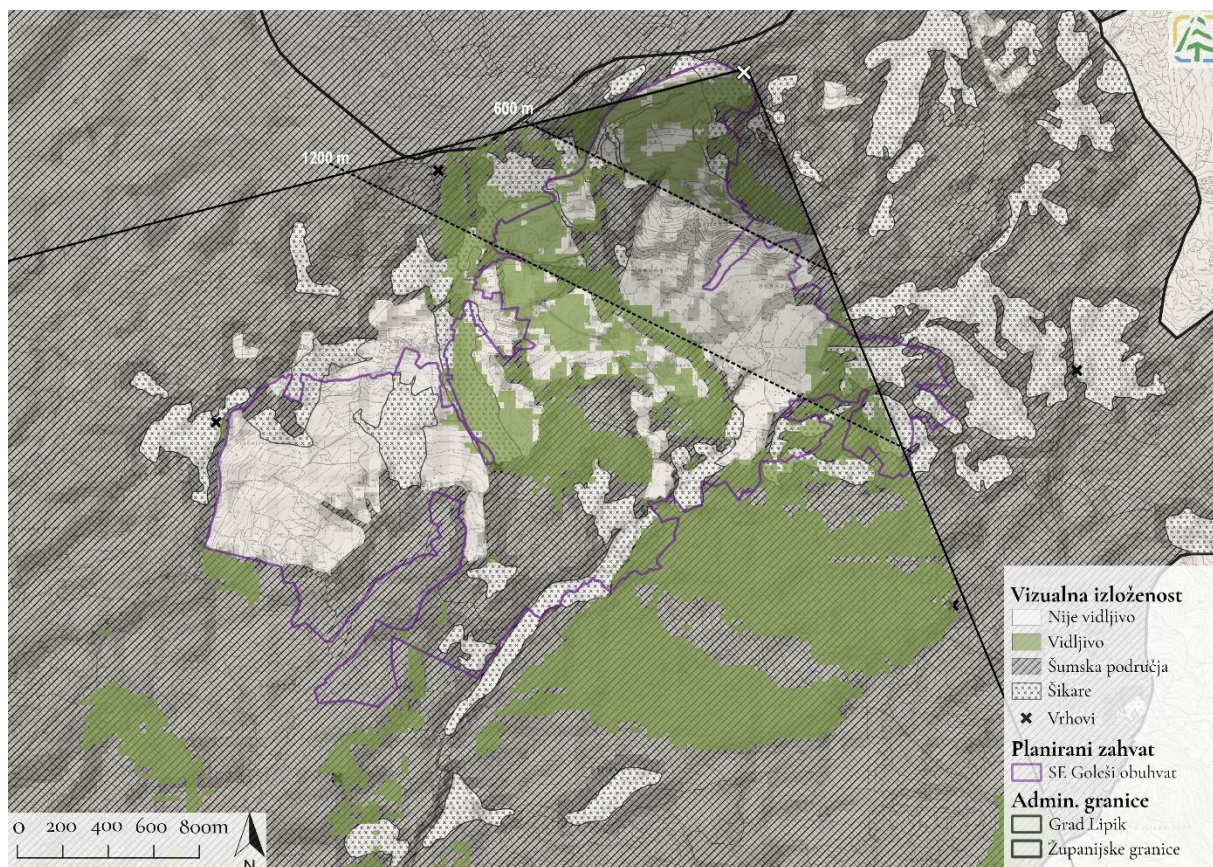 600 m
1200 m
Vizualna izloženost
Nije vidljivo
Vidljivo
Šumska područja
Šikare
Vrhovi
Planirani zahvat
SE Goleši obuhvat
Admin. granice
Grad Lipik
Županijske granice
0 200 400 600 800m
N